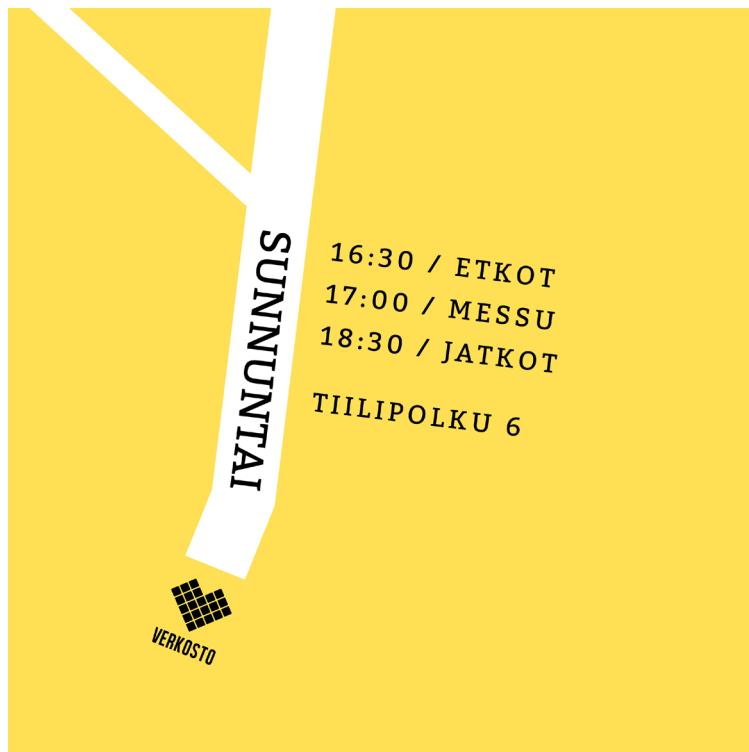 SUNNUNTAI
16:30 / ETKOT
17:00 / MESSU
18:30 / JATKOT
TIILIPOLKU 6
VERKOSTO